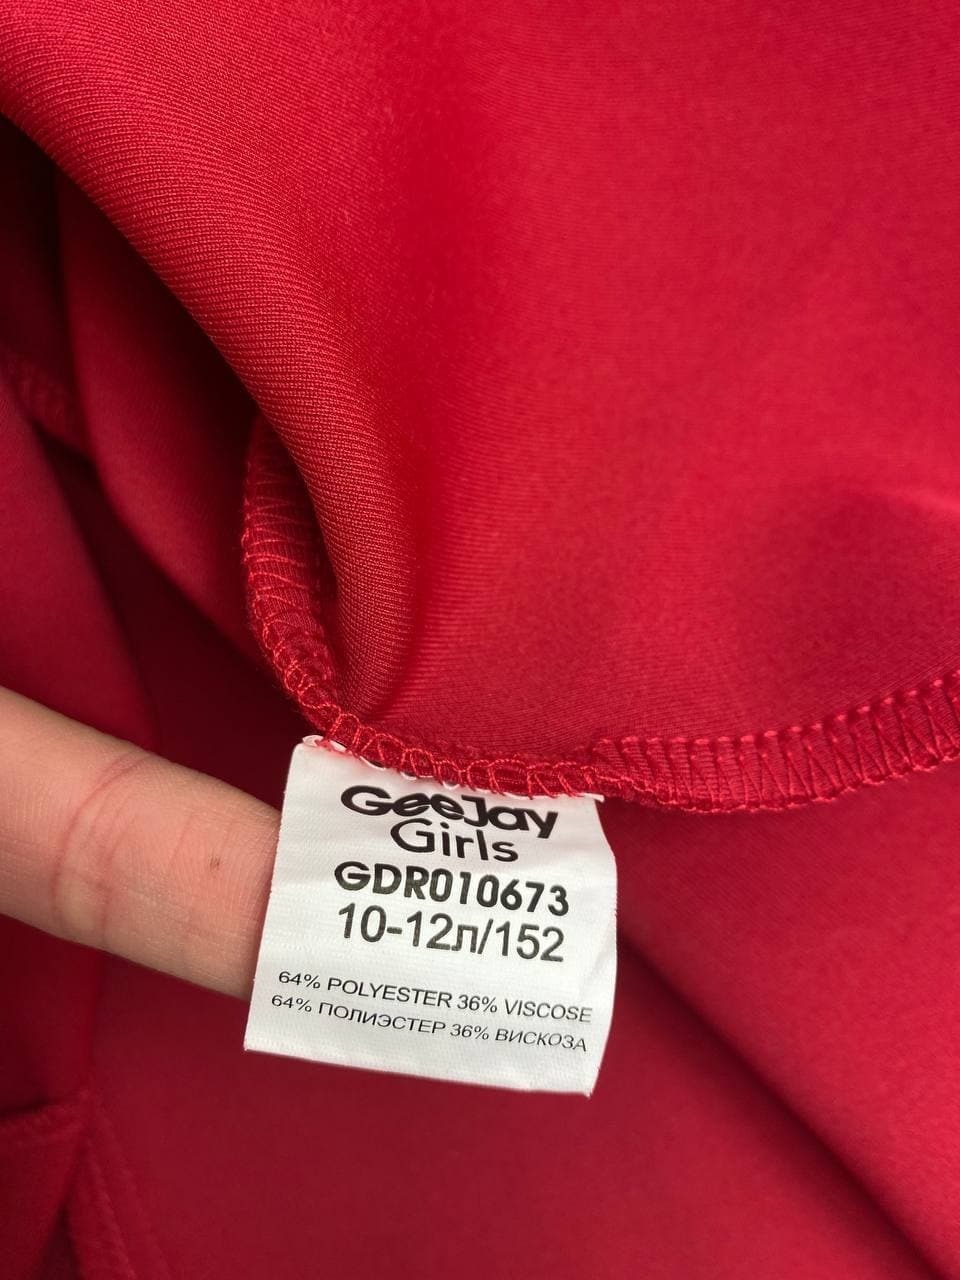 GeeJay
Girls
GDR010673
10-12л/152
64% POLYESTER 36% VISCOSE
64% ПОЛИЭСТЕР 36% ВИСКОЗА